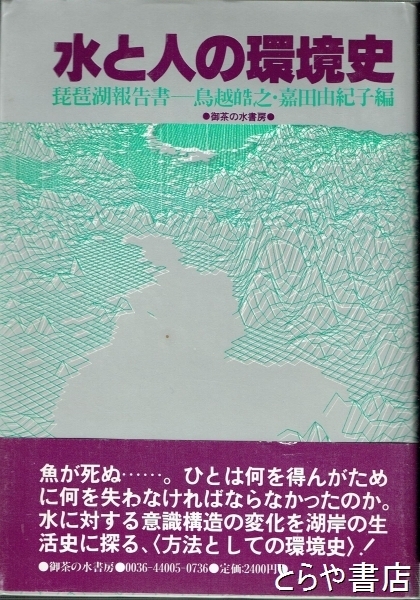 水と人の環境史
琵琶湖報告書―鳥越皓之・嘉田由紀子編
●御茶の水書房●
魚が死ぬ……。ひとは何を得んがため
に何を失わなければならなかったのか。
水に対する意識構造の変化を湖岸の生
活史に探る、〈方法としての環境史〉！
●御茶の水書房●0036-44005-0736●定価:2400円
とらや書店